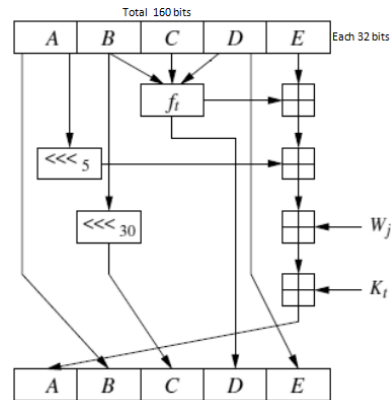 Total 160 bits
A B C D E
Each 32 bits
f_t
<<< 5
<<< 30
W_j
K_t
A B C D E